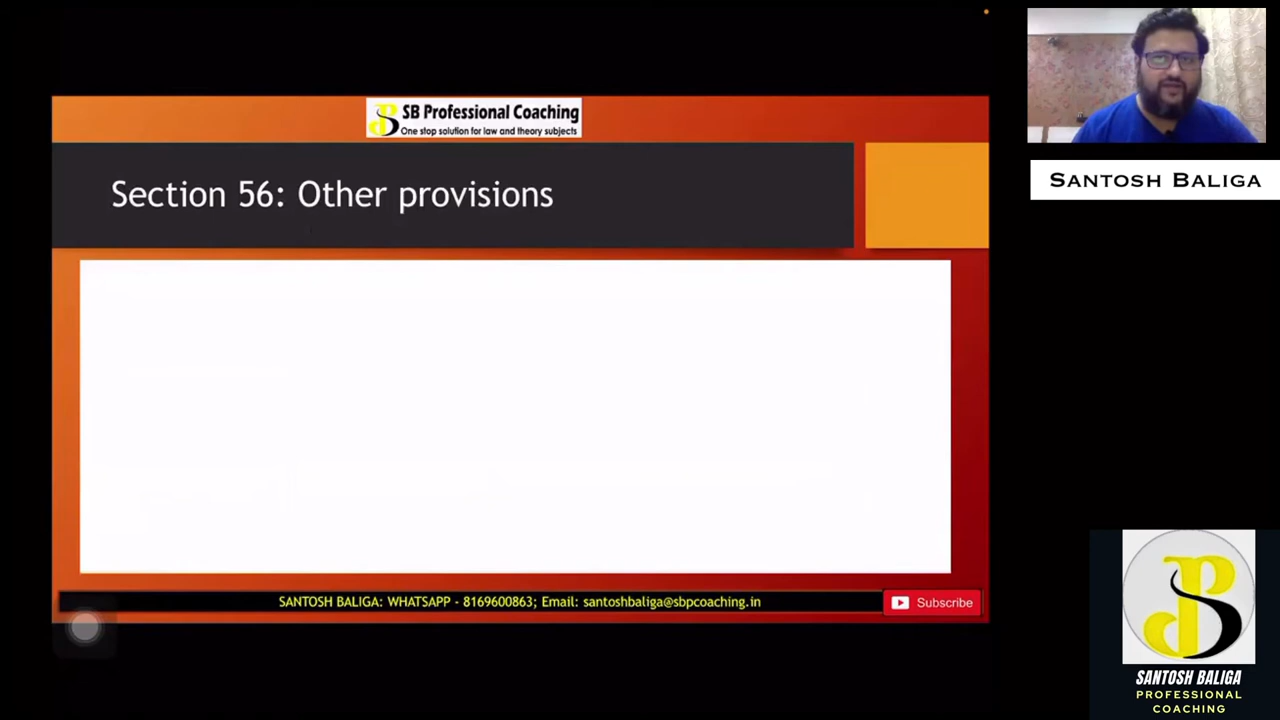 SB Professional Coaching
One stop solution for law and theory subjects
Section 56: Other provisions
SANTOSH BALIGA: WHATSAPP - 8169600863; Email: santoshbaliga@sbpcoaching.in
Subscribe
SANTOSH BALIGA
SANTOSH BALIGA
PROFESSIONAL
COACHING